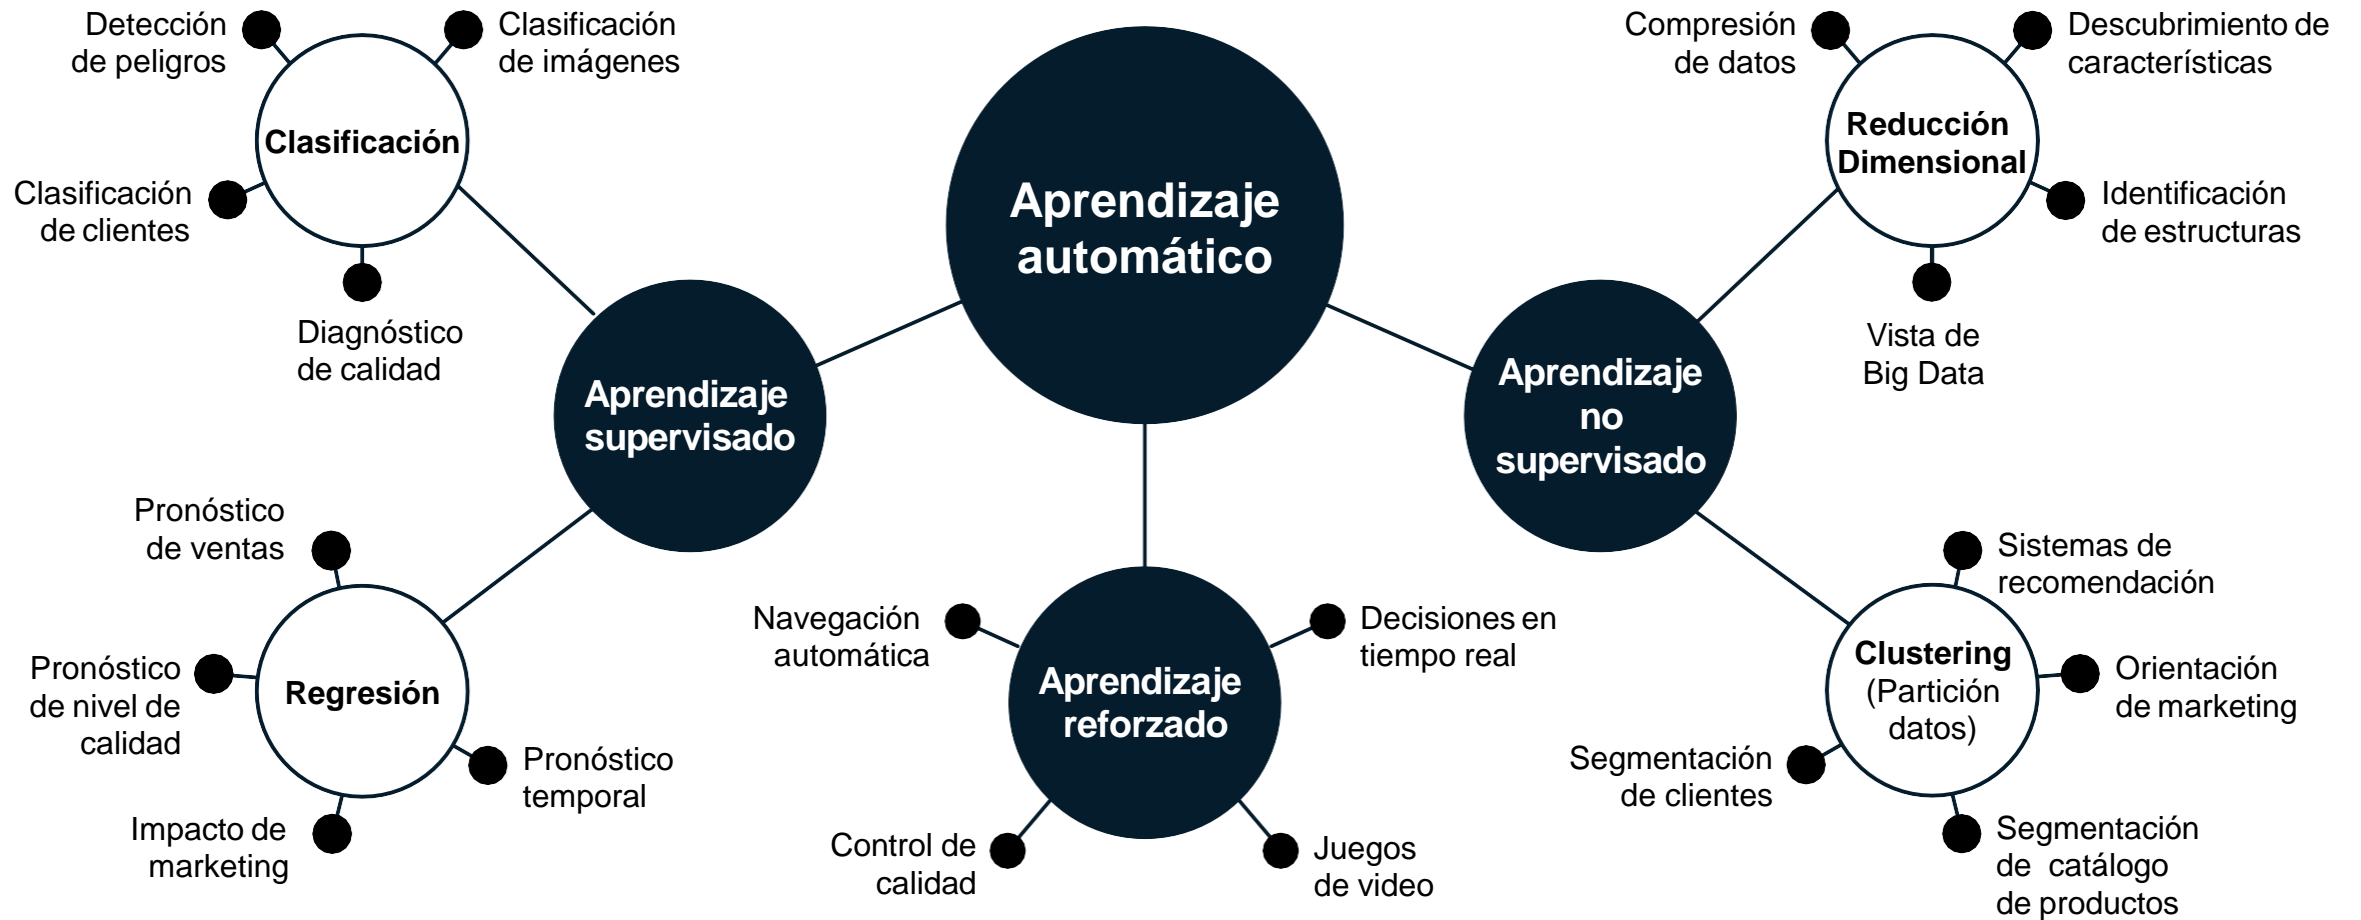 Detección
de peligros
Clasificación
de imágenes
Clasificación
Clasificación
de clientes
Diagnóstico
de calidad
Aprendizaje
automático
Compresión
de datos
Descubrimiento de
características
Reducción
Dimensional
Identificación
de estructuras
Vista de
Big Data
Aprendizaje
supervisado
Aprendizaje
no
supervisado
Pronóstico
de ventas
Pronóstico
de nivel de
calidad
Regresión
Pronóstico
temporal
Impacto de
marketing
Navegación
automática
Decisiones en
tiempo real
Aprendizaje
reforzado
Control de
calidad
Juegos
de video
Sistemas de
recomendación
Clustering
(Partición
datos)
Orientación
de marketing
Segmentación
de clientes
Segmentación
de catálogo
de productos